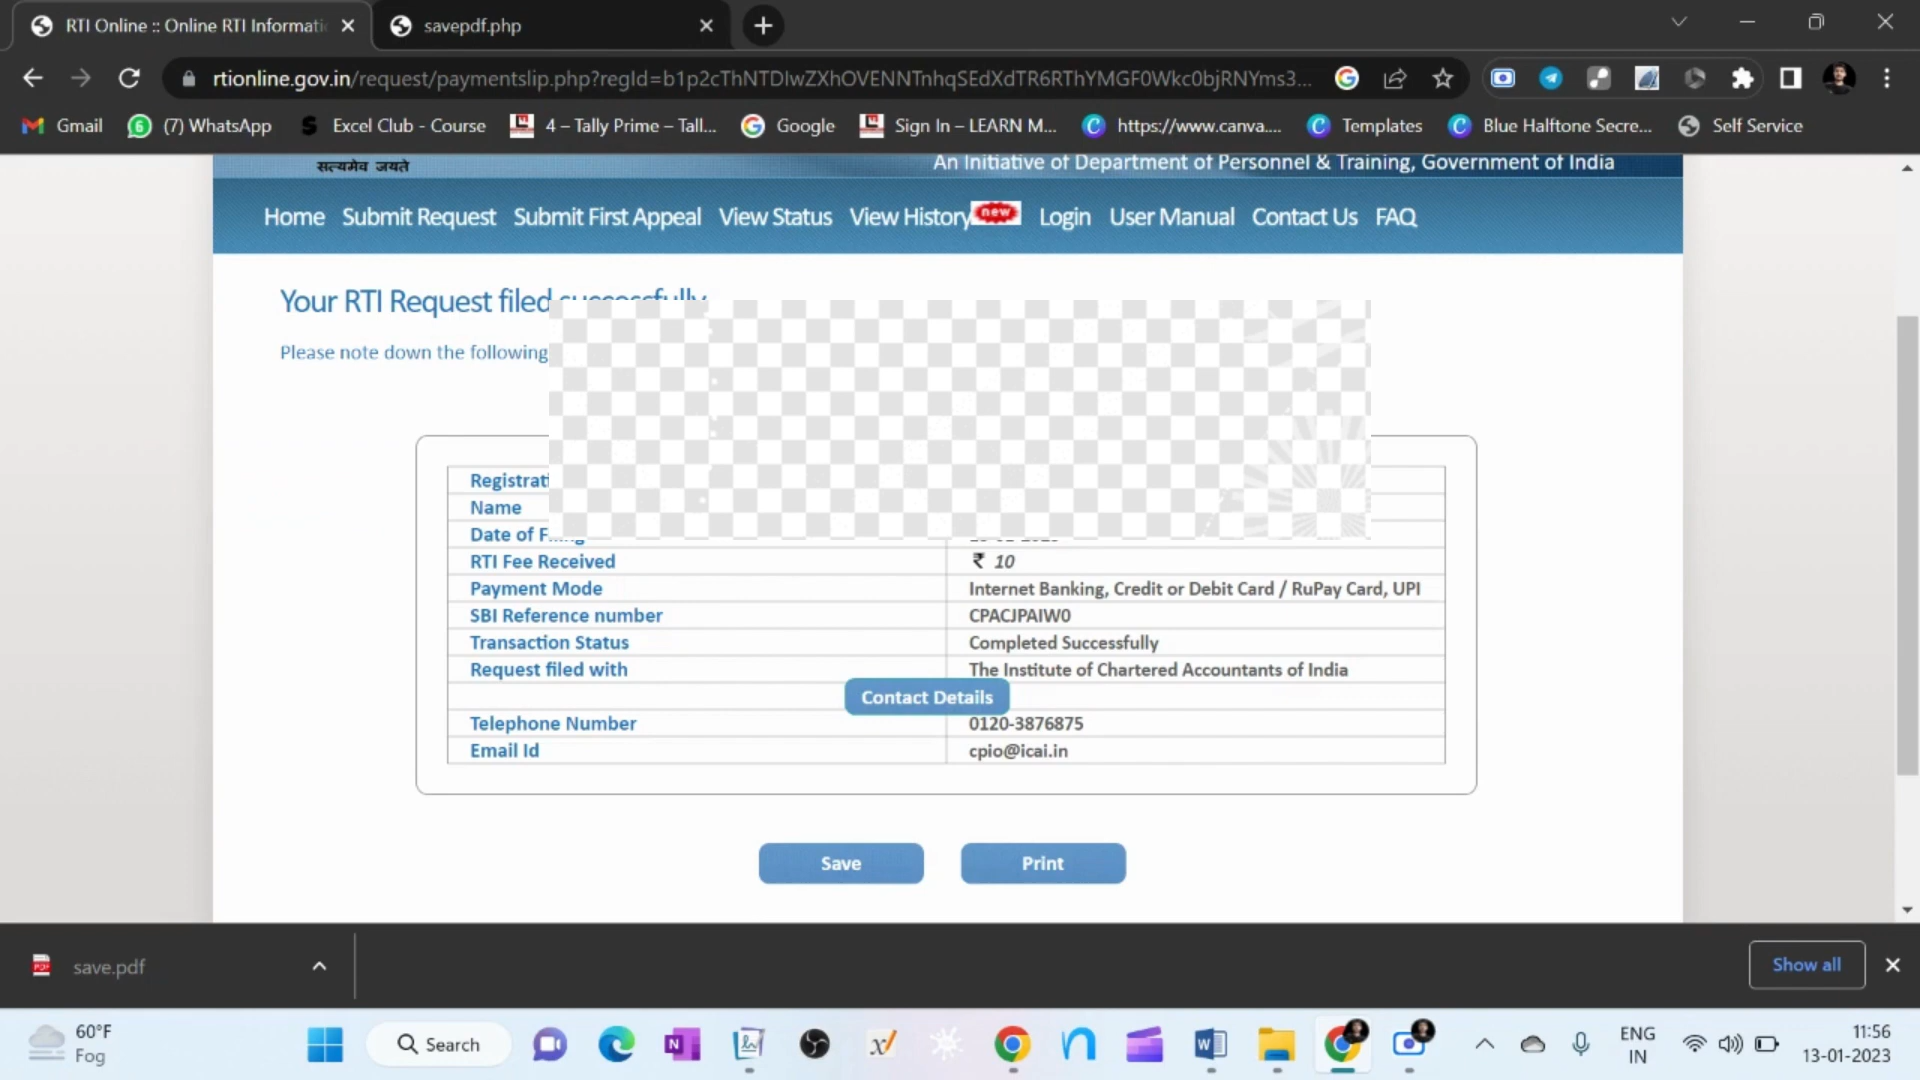 RTI Online :: Online RTI Informati
savepdf.php
rtionline.gov.in/request/paymentslip.php?regId=b1p2cThNTDIwZXhOVENNTnhqSEdXdTR6RThYMGF0Wkc0bjRNYms3...
Gmail
(7) WhatsApp
Excel Club - Course
4 – Tally Prime – Tall...
Google
Sign In – LEARN M...
https://www.canva....
Templates
Blue Halftone Secre...
Self Service
सत्यमेव जयते
An Initiative of Department of Personnel & Training, Government of India
Home Submit Request Submit First Appeal View Status View History new Login User Manual Contact Us FAQ
Your RTI Request filed successfully
Please note down the following
Registrati
Name
Date of Filing
RTI Fee Received ₹ 10
Payment Mode Internet Banking, Credit or Debit Card / RuPay Card, UPI
SBI Reference number CPACJPAIW0
Transaction Status Completed Successfully
Request filed with The Institute of Chartered Accountants of India
Contact Details
Telephone Number 0120-3876875
Email Id cpio@icai.in
Save Print
save.pdf
Show all
60°F
Fog
Search
ENG
IN
11:56
13-01-2023